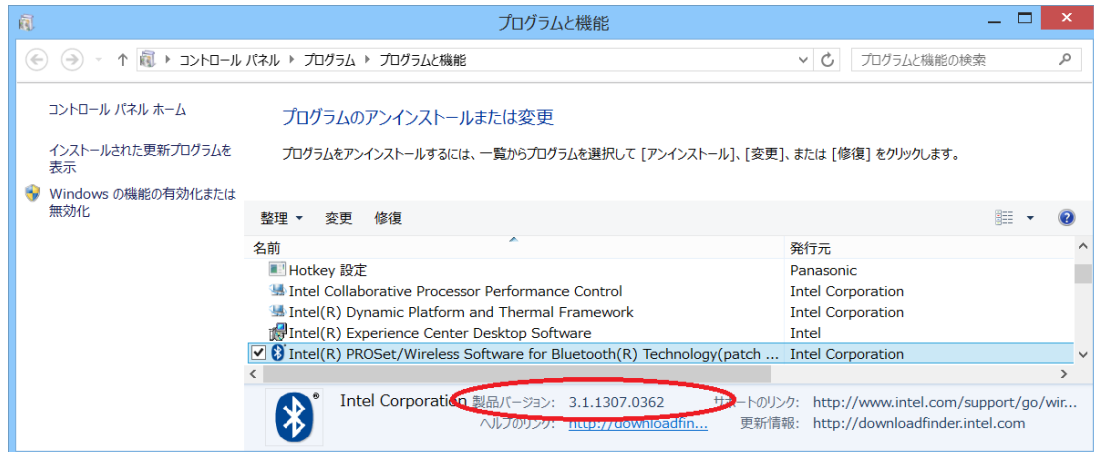 プログラムと機能
コントロール パネル プログラム プログラムと機能
プログラムと機能の検索
コントロール パネル ホーム
インストールされた更新プログラムを
表示
Windows の機能の有効化または
無効化
プログラムのアンインストールまたは変更
プログラムをアンインストールするには、一覧からプログラムを選択して [アンインストール]、[変更]、または [修復] をクリックします。
整理 変更 修復
名前 発行元
Hotkey 設定 Panasonic
Intel Collaborative Processor Performance Control Intel Corporation
Intel(R) Dynamic Platform and Thermal Framework Intel Corporation
Intel(R) Experience Center Desktop Software Intel
Intel(R) PROSet/Wireless Software for Bluetooth(R) Technology(patch ... Intel Corporation
Intel Corporation 製品バージョン: 3.1.1307.0362 サポートのリンク: http://www.intel.com/support/go/wir...
ヘルプのリンク: http://downloadfin... 更新情報: http://downloadfinder.intel.com